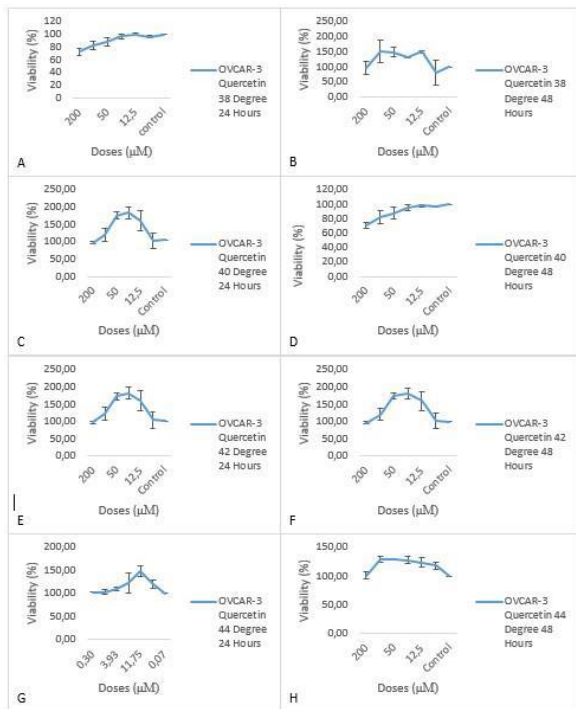 120
100
80
60
40
20
0
Viability (%)
200
50
12,5
control
Doses (µM)
OVCAR-3
Quercetin
38 Degree
24 Hours
A
250,00
200,00
150,00
100,00
50,00
0,00
Viability (%)
200
50
12,5
Control
Doses (µM)
OVCAR-3
Quercetin 38
Degree 48
Hours
B
250,00
200,00
150,00
100,00
50,00
0,00
Viability (%)
200
50
12,5
Control
Doses (µM)
OVCAR-3
Quercetin
40 Degree
24 Hours
C
120,00
100,00
80,00
60,00
40,00
20,00
0,00
Viability (%)
200
50
12,5
Control
Doses (µM)
OVCAR-3
Quercetin 40
Degree 48
Hours
D
250,00
200,00
150,00
100,00
50,00
0,00
Viability (%)
200
50
12,5
Control
Doses (µM)
OVCAR-3
Quercetin
42 Degree
24 Hours
E
250,00
200,00
150,00
100,00
50,00
0,00
Viability (%)
200
50
12,5
Control
Doses (µM)
OVCAR-3
Quercetin 42
Degree 48
Hours
F
200,00
150,00
100,00
50,00
0,00
Viability (%)
0,30
3,93
11,75
0,07
Doses (µM)
OVCAR-3
Quercetin
44 Degree
24 Hours
G
150,00
100,00
50,00
0,00
Viability (%)
200
50
12,5
Control
Doses (µM)
OVCAR-3
Quercetin 44
Degree 48
Hours
H